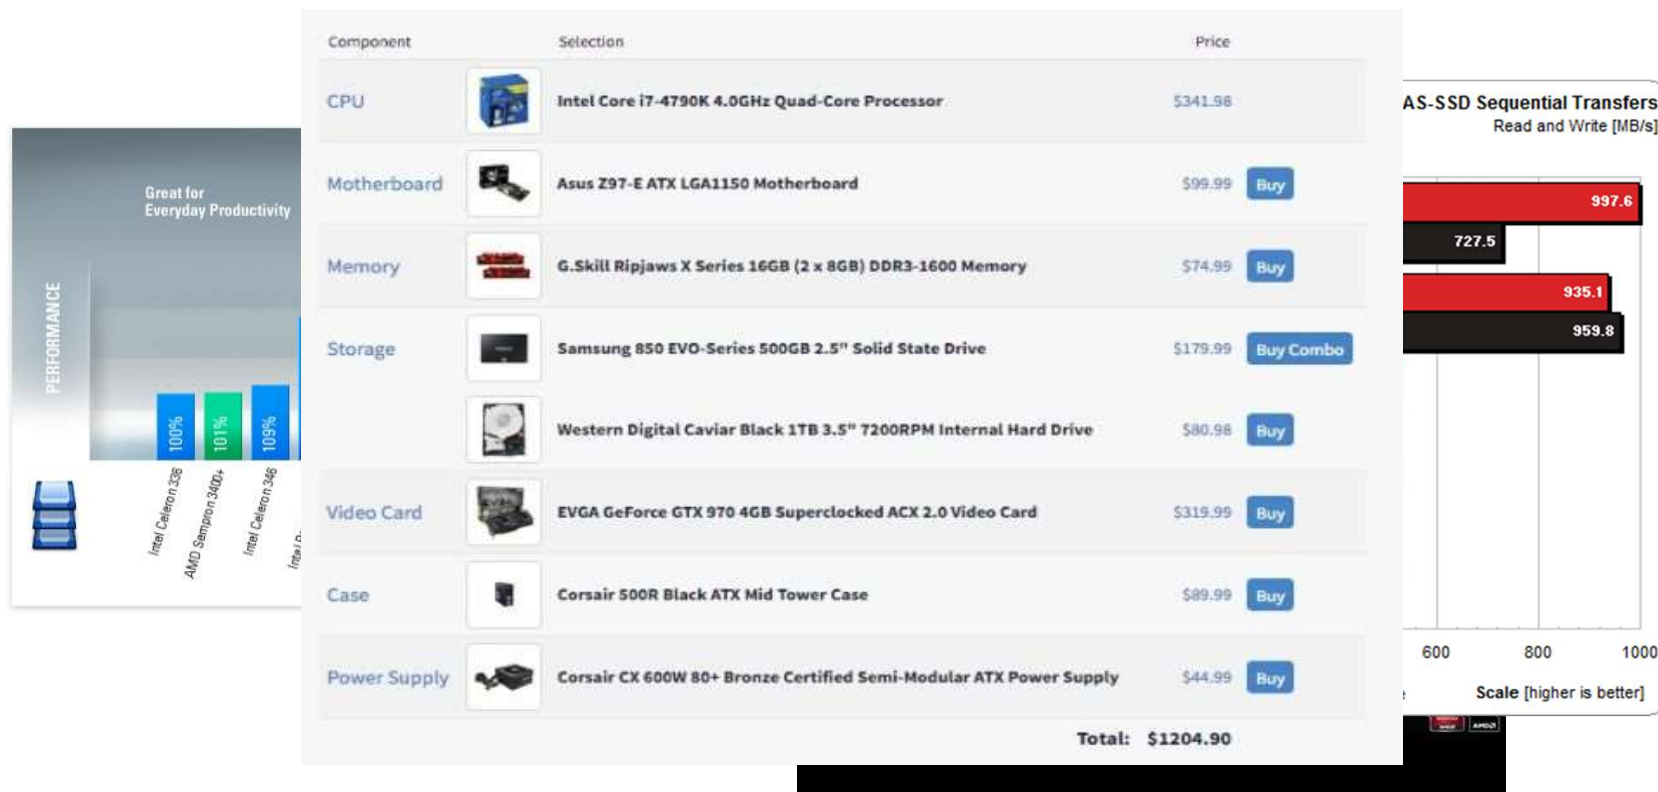 Component Selection Price
CPU Intel Core i7-4790K 4.0GHz Quad-Core Processor $341.98
Motherboard Asus Z97-E ATX LGA1150 Motherboard $99.99 Buy
Memory G.Skill Ripjaws X Series 16GB (2 x 8GB) DDR3-1600 Memory $74.99 Buy
Storage Samsung 850 EVO-Series 500GB 2.5" Solid State Drive $179.99 Buy Combo
Western Digital Caviar Black 1TB 3.5" 7200RPM Internal Hard Drive $80.98 Buy
Video Card EVGA GeForce GTX 970 4GB Superclocked ACX 2.0 Video Card $319.99 Buy
Case Corsair 500R Black ATX Mid Tower Case $89.99 Buy
Power Supply Corsair CX 600W 80+ Bronze Certified Semi-Modular ATX Power Supply $44.99 Buy
Total: $1204.90
Great for
Everyday Productivity
PERFORMANCE
100%
101%
109%
Intel Celeron 336
AMD Sempron 3400+
Intel Celeron 346
Intel
AS-SSD Sequential Transfers
Read and Write [MB/s]
997.6
727.5
935.1
959.8
600 800 1000
Scale [higher is better]
AMD